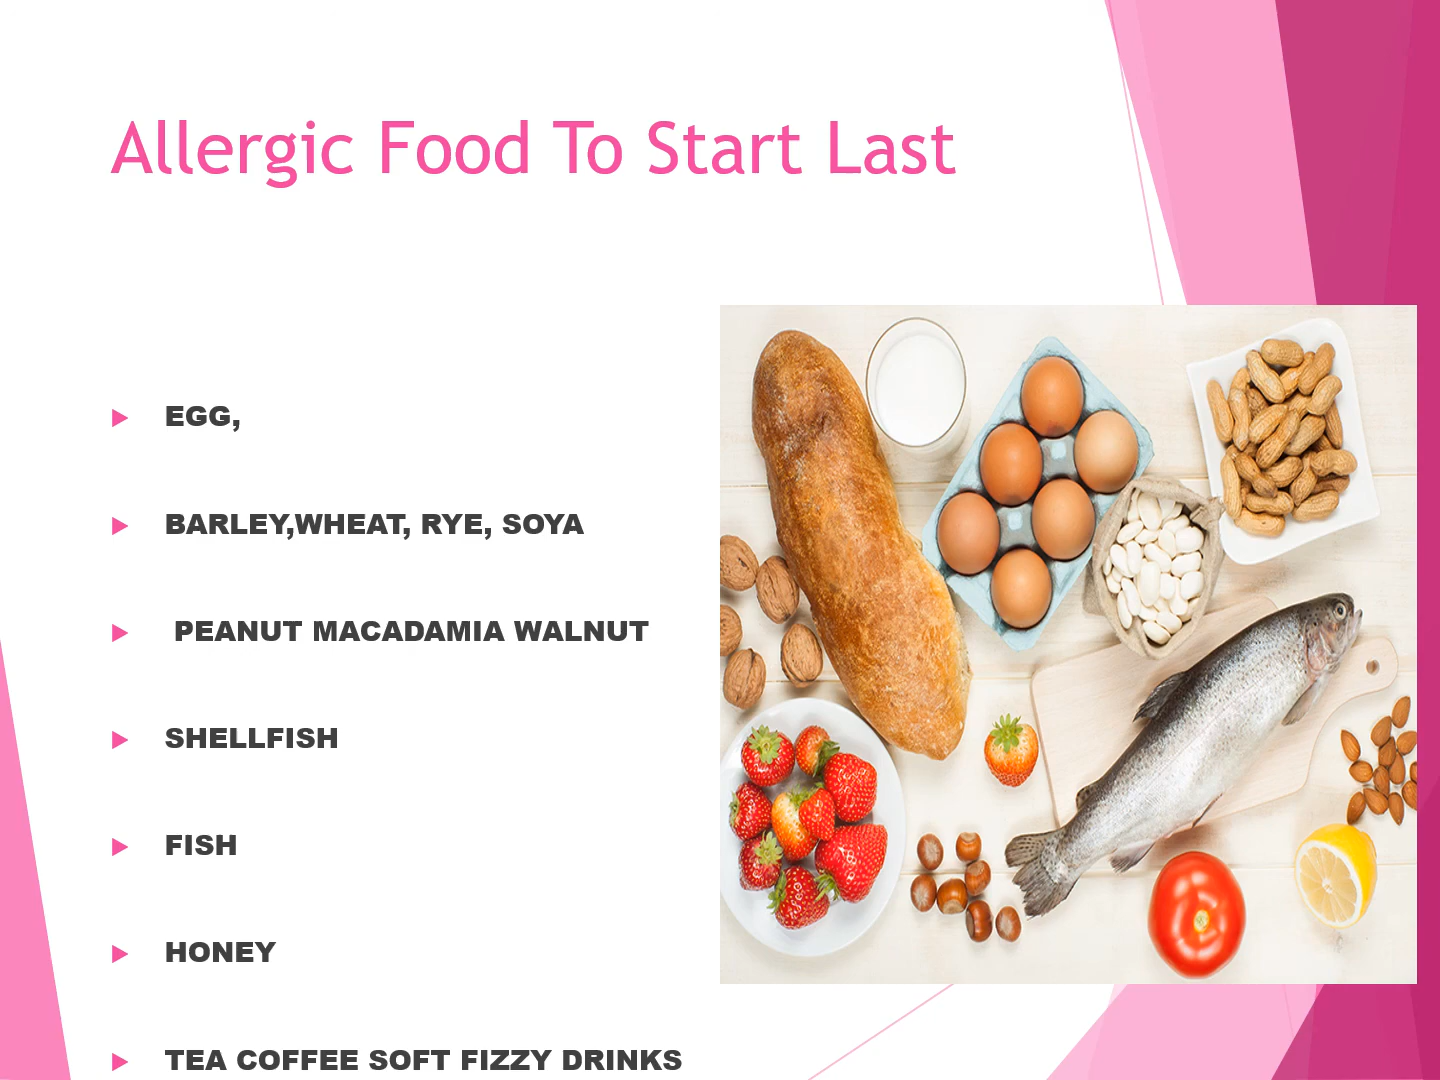 Allergic Food To Start Last
EGG,
BARLEY,WHEAT, RYE, SOYA
PEANUT MACADAMIA WALNUT
SHELLFISH
FISH
HONEY
TEA COFFEE SOFT FIZZY DRINKS